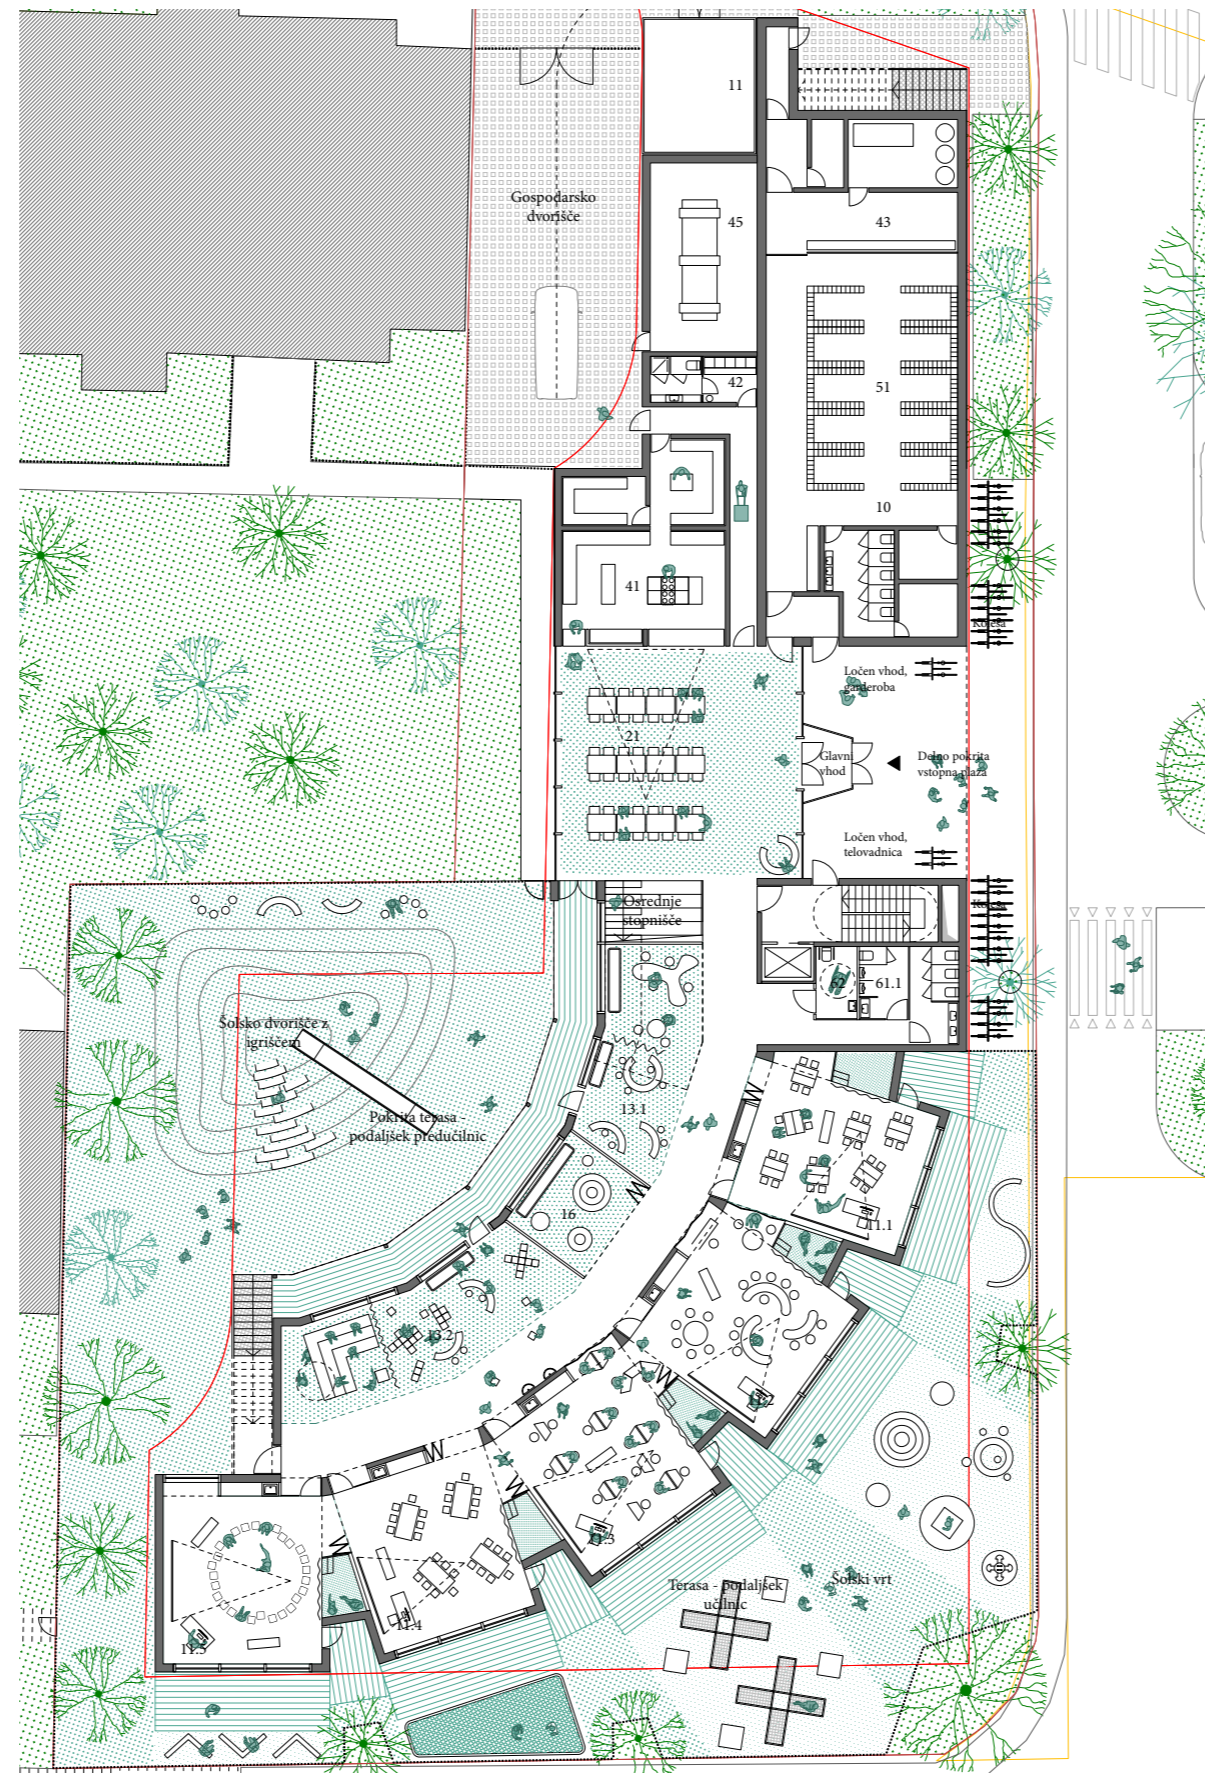 11
Gospodarsko
dvorišče
45
43
42
51
10
41
Kolesa
Ločen vhod,
garderoba
21
Glavni
vhod
Delno pokrita
vstopna plaža
Ločen vhod,
telovadnica
Osrednje
stopnišče
Kolesa
62
61.1
Šolsko dvorišče z
igriščem
13.1
Pokrita terasa -
podaljšek predučilnic
16
11.1
13.2
11.2
11.3
Terasa - podaljšek
učilnic
Šolski vrt
11.4
11.5